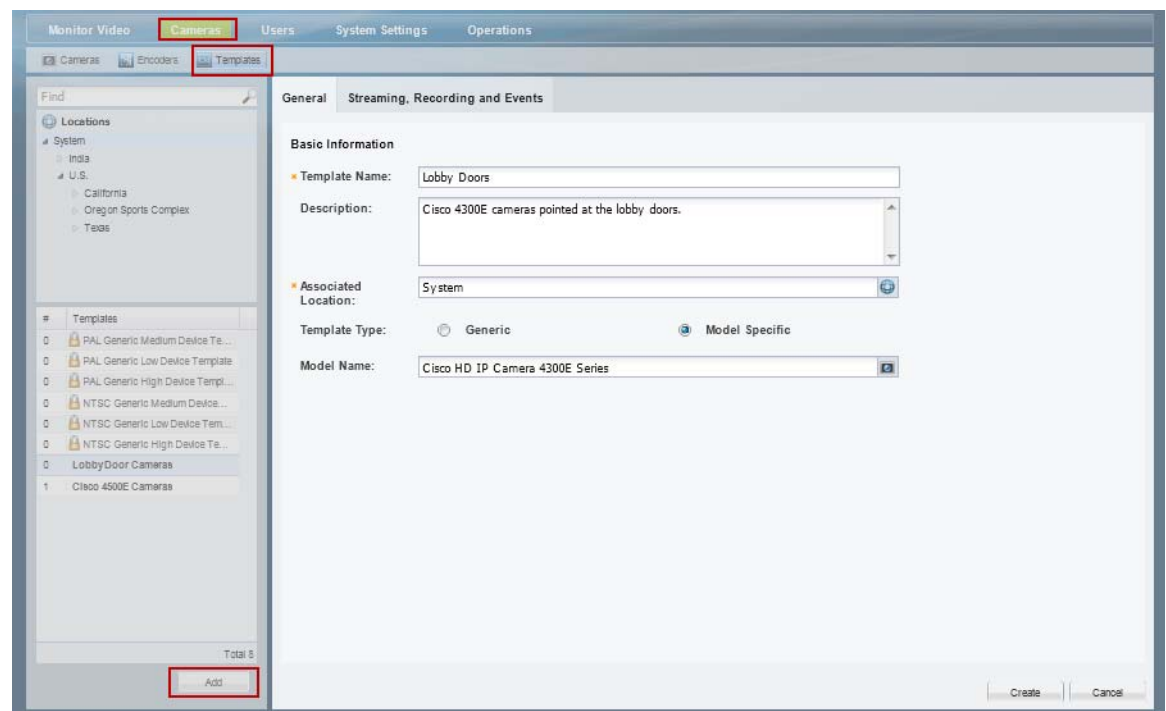 Monitor Video Cameras Users System Settings Operations
Cameras Encoders Templates
Find
Locations
System
India
U.S.
California
Oregon Sports Complex
Texas
# Templates
0 PAL Generic Medium Device Te...
0 PAL Generic Low Device Template
0 PAL Generic High Device Templ...
0 NTSC Generic Medium Device...
0 NTSC Generic Low Device Tem...
0 NTSC Generic High Device Te...
0 LobbyDoor Cameras
1 Cisco 4500E Cameras
Total 8
Add
General Streaming, Recording and Events
Basic Information
* Template Name: Lobby Doors
Description: Cisco 4300E cameras pointed at the lobby doors.
* Associated Location: System
Template Type: Generic Model Specific
Model Name: Cisco HD IP Camera 4300E Series
Create Cancel